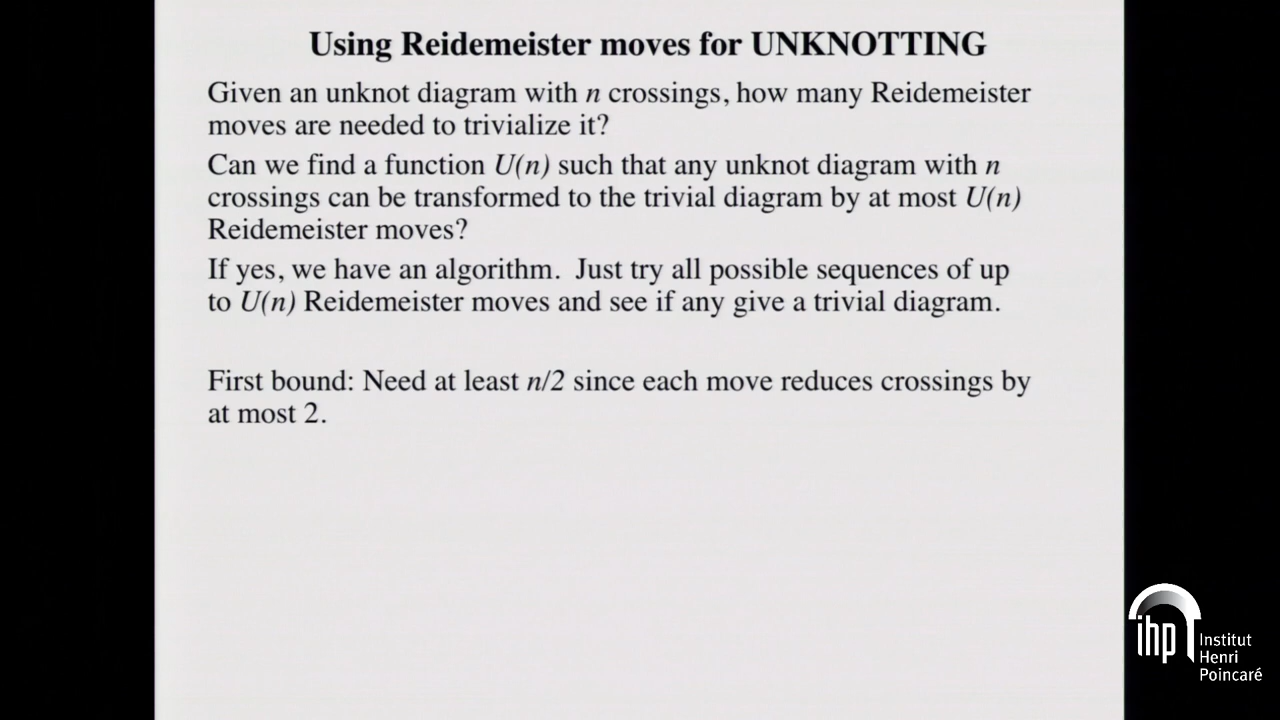 Using Reidemeister moves for UNKNOTTING
Given an unknot diagram with n crossings, how many Reidemeister
moves are needed to trivialize it?
Can we find a function U(n) such that any unknot diagram with n
crossings can be transformed to the trivial diagram by at most U(n)
Reidemeister moves?
If yes, we have an algorithm. Just try all possible sequences of up
to U(n) Reidemeister moves and see if any give a trivial diagram.
First bound: Need at least n/2 since each move reduces crossings by
at most 2.
ihp
Institut
Henri
Poincaré